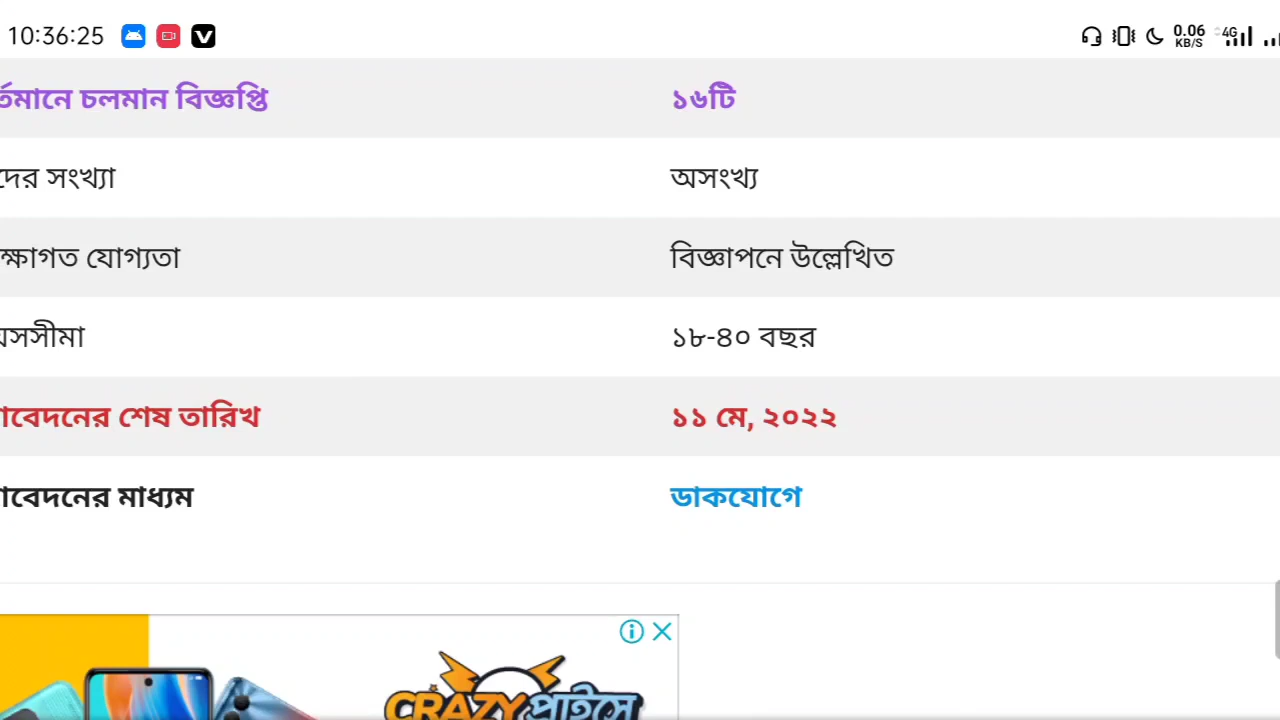 10:36:25 0.06 KB/S 4G
র্তমানে চলমান বিজ্ঞপ্তি ১৬টি
দের সংখ্যা অসংখ্য
ক্ষাগত যোগ্যতা বিজ্ঞাপনে উল্লেখিত
য়সসীমা ১৮-৪০ বছর
াবেদনের শেষ তারিখ ১১ মে, ২০২২
াবেদনের মাধ্যম ডাকযোগে
CRAZY প্রাইসে